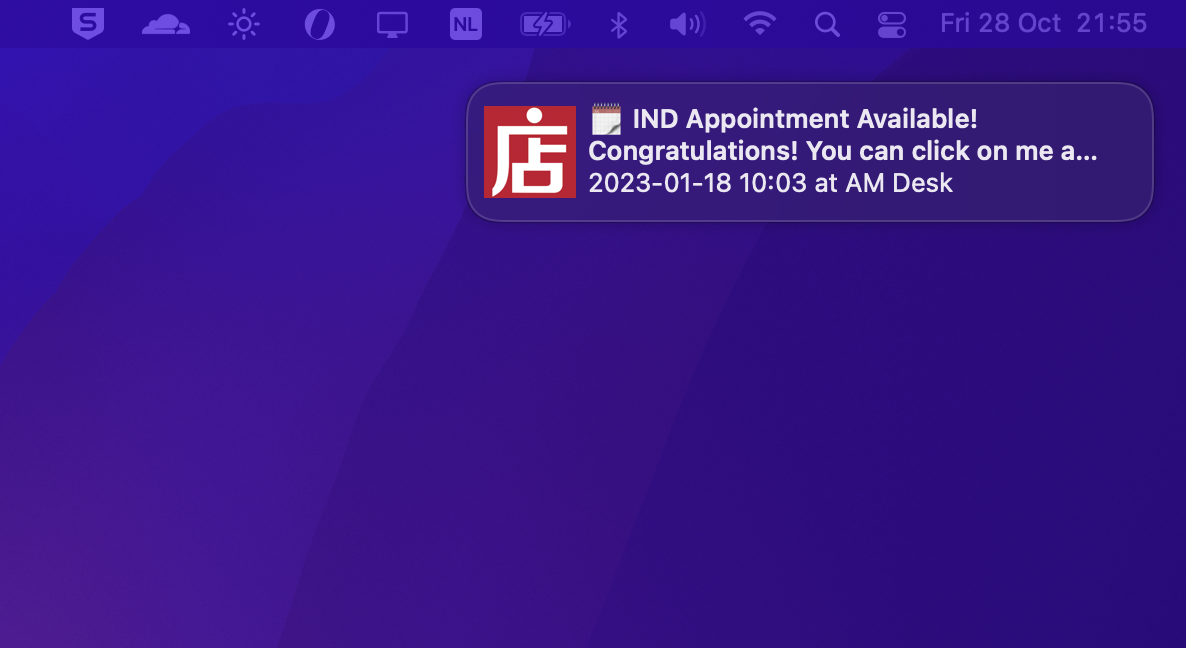 S
NL
Fri 28 Oct 21:55
店
🗓 IND Appointment Available!
Congratulations! You can click on me a...
2023-01-18 10:03 at AM Desk